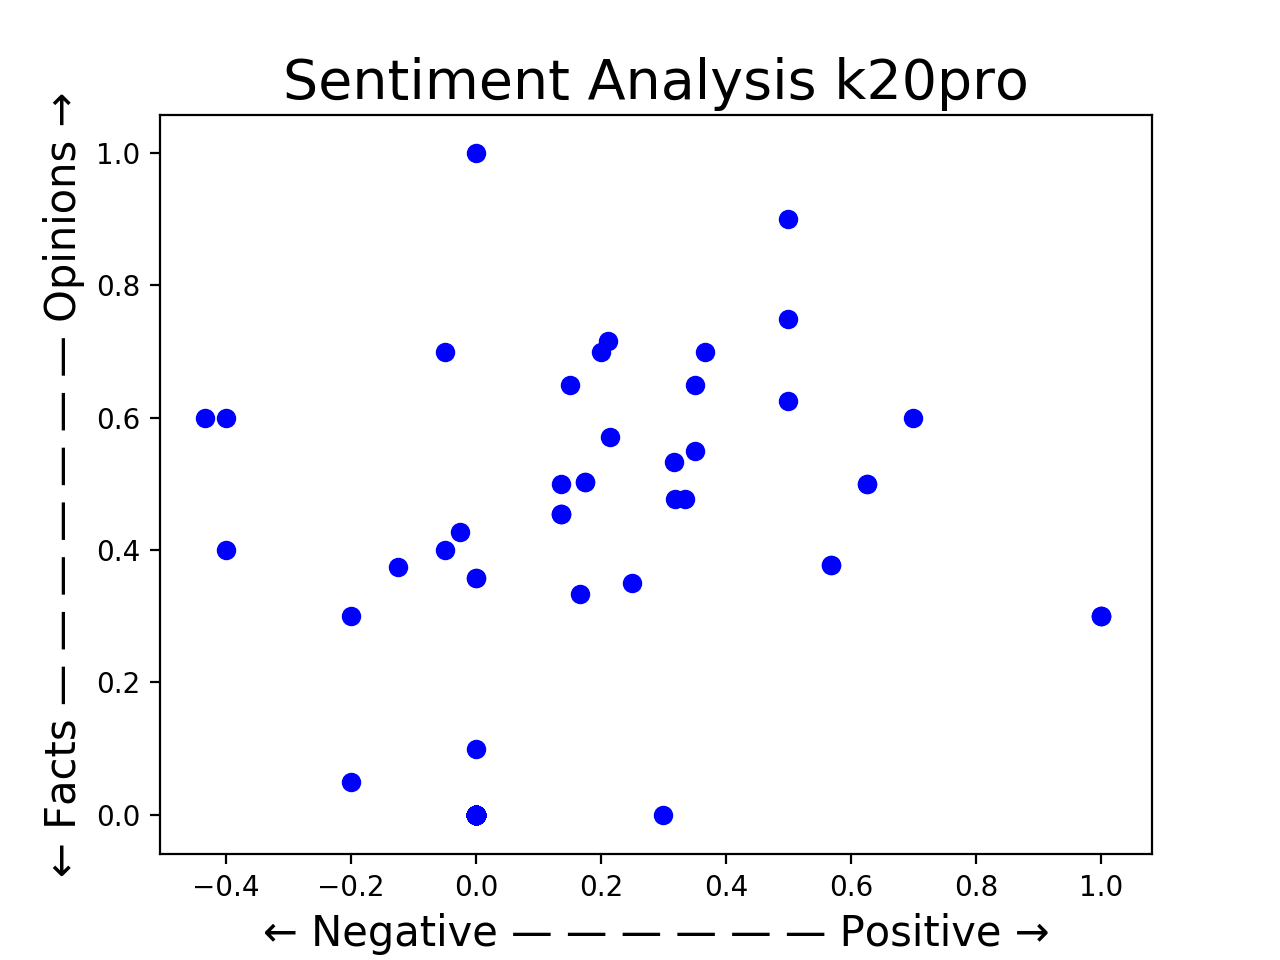 Sentiment Analysis k20pro
← Facts — — — — — — — Opinions →
1.0
0.8
0.6
0.4
0.2
0.0
−0.4 −0.2 0.0 0.2 0.4 0.6 0.8 1.0
← Negative — — — — — — Positive →